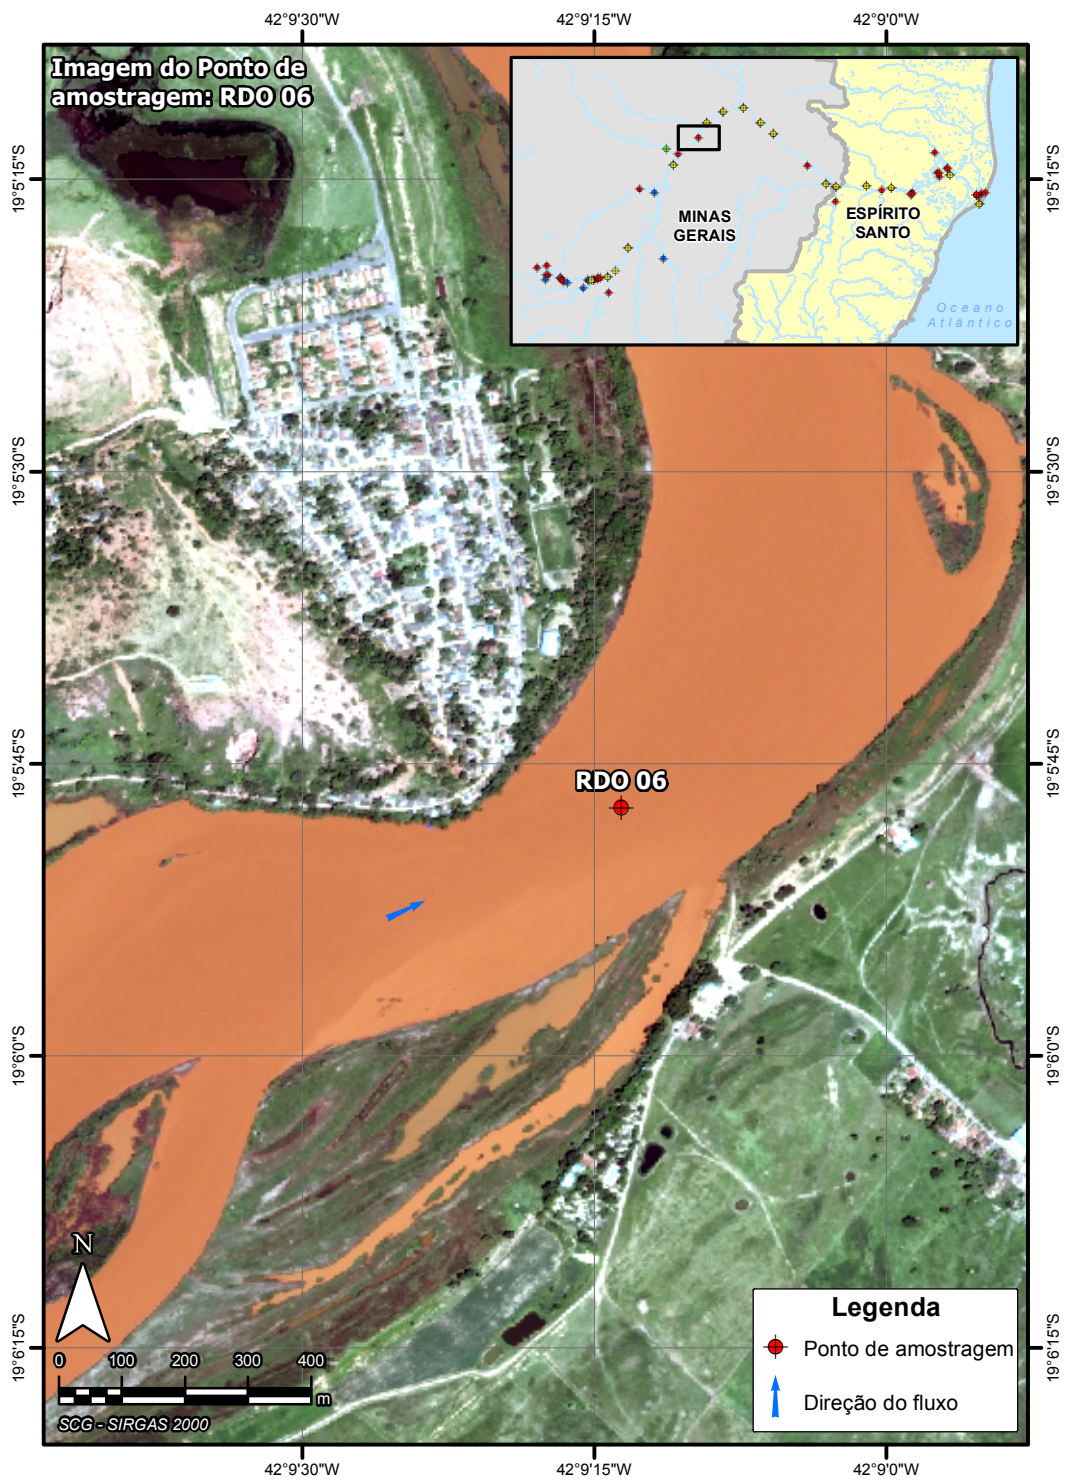 42°9'30"W
42°9'15"W
42°9'0"W
Imagem do Ponto de
amostragem: RDO 06
MINAS
GERAIS
ESPÍRITO
SANTO
Oceano
Atlântico
19°5'15"S
19°5'15"S
19°5'30"S
19°5'30"S
19°5'45"S
19°5'45"S
RDO 06
19°6'0"S
19°6'0"S
19°6'15"S
19°6'15"S
N
0 100 200 300 400
m
SCG - SIRGAS 2000
Legenda
Ponto de amostragem
Direção do fluxo
42°9'30"W
42°9'15"W
42°9'0"W